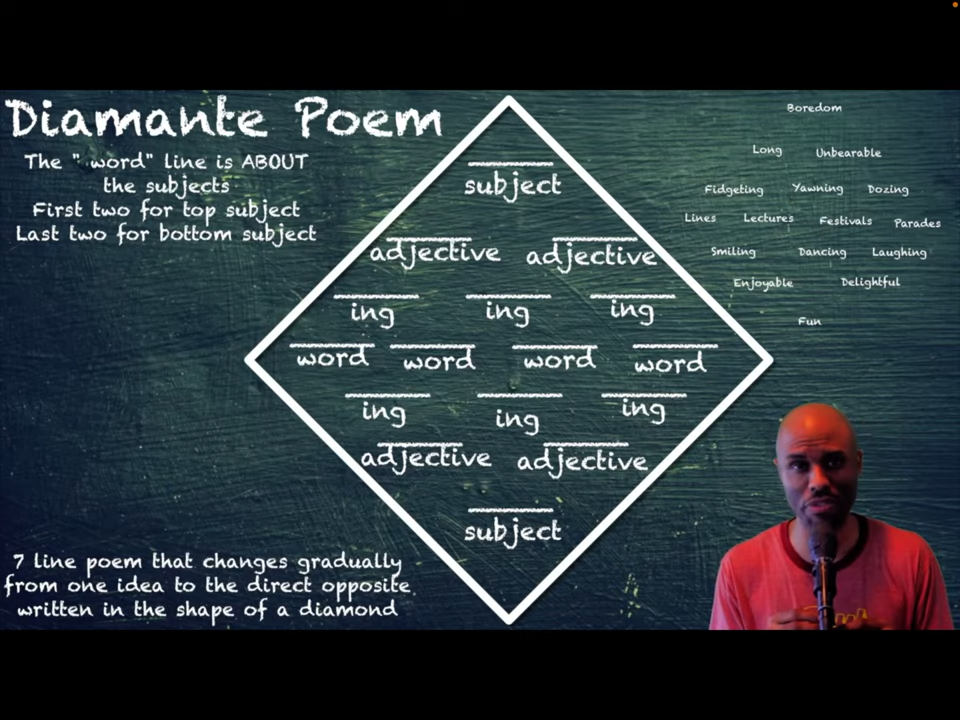 Diamante Poem
The " word" line is ABOUT
the subjects
First two for top subject
Last two for bottom subject
subject
adjective adjective
ing ing ing
word word word word
ing ing ing
adjective adjective
subject
Boredom
Long Unbearable
Fidgeting Yawning Dozing
Lines Lectures Festivals Parades
Smiling Dancing Laughing
Enjoyable Delightful
Fun
7 line poem that changes gradually
from one idea to the direct opposite
written in the shape of a diamond